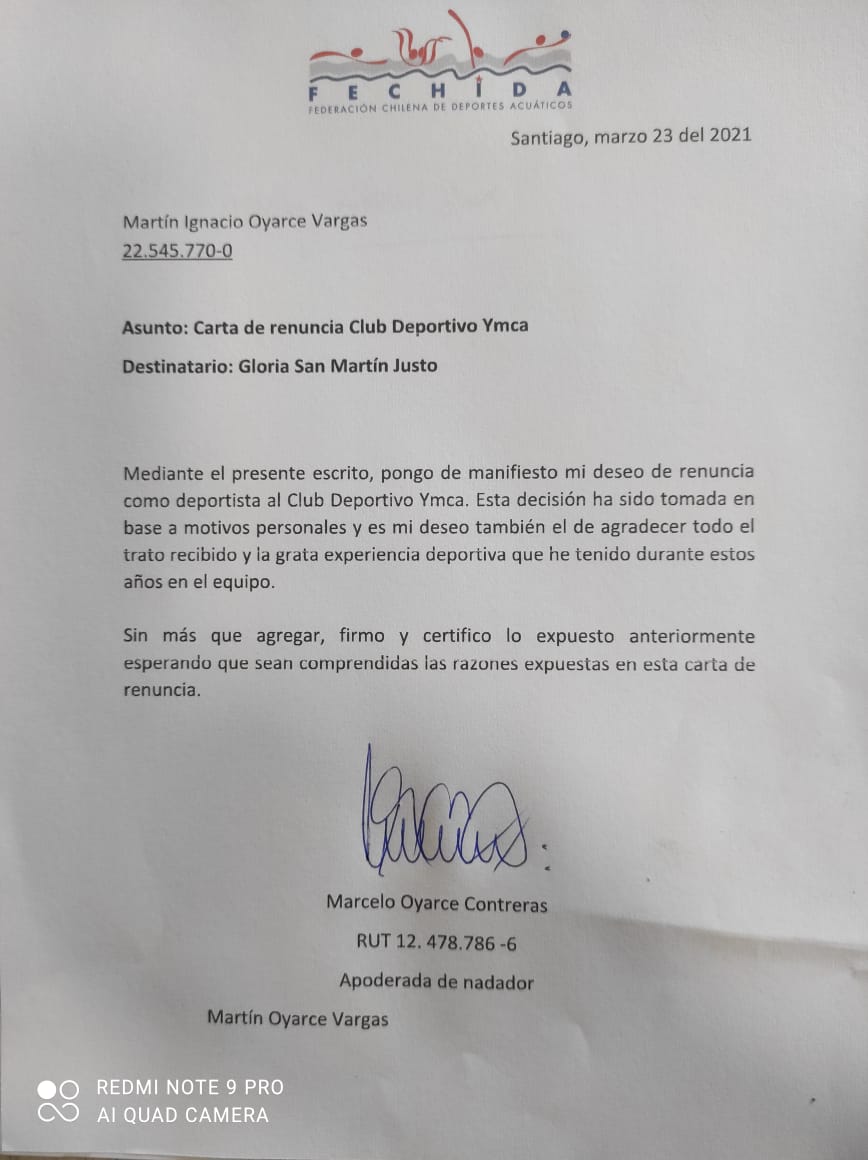 F E C H I D A
FEDERACIÓN CHILENA DE DEPORTES ACUÁTICOS
Santiago, marzo 23 del 2021
Martín Ignacio Oyarce Vargas
22.545.770-0
Asunto: Carta de renuncia Club Deportivo Ymca
Destinatario: Gloria San Martín Justo
Mediante el presente escrito, pongo de manifiesto mi deseo de renuncia
como deportista al Club Deportivo Ymca. Esta decisión ha sido tomada en
base a motivos personales y es mi deseo también el de agradecer todo el
trato recibido y la grata experiencia deportiva que he tenido durante estos
años en el equipo.
Sin más que agregar, firmo y certifico lo expuesto anteriormente
esperando que sean comprendidas las razones expuestas en esta carta de
renuncia.
Marcelo Oyarce Contreras
RUT 12. 478.786 -6
Apoderada de nadador
Martín Oyarce Vargas
REDMI NOTE 9 PRO
AI QUAD CAMERA